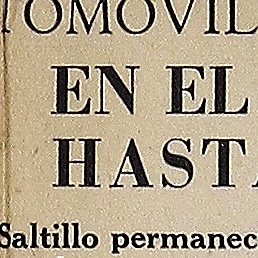 TOMOVIL
EN EL
HASTA
Saltillo permanec